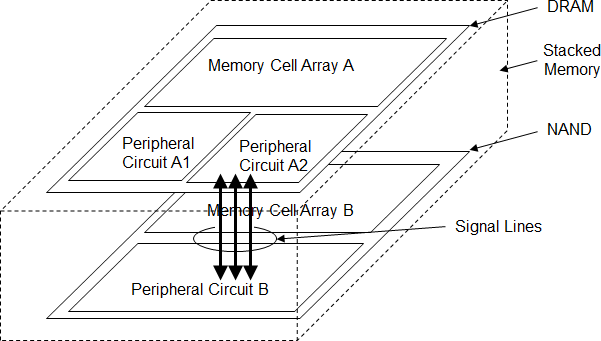 DRAM
Stacked
Memory
Memory Cell Array A
NAND
Peripheral
Circuit A1
Peripheral
Circuit A2
Memory Cell Array B
Signal Lines
Peripheral Circuit B